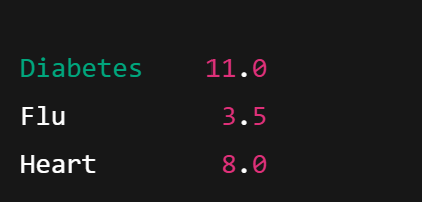 Diabetes    11.0
Flu          3.5
Heart        8.0